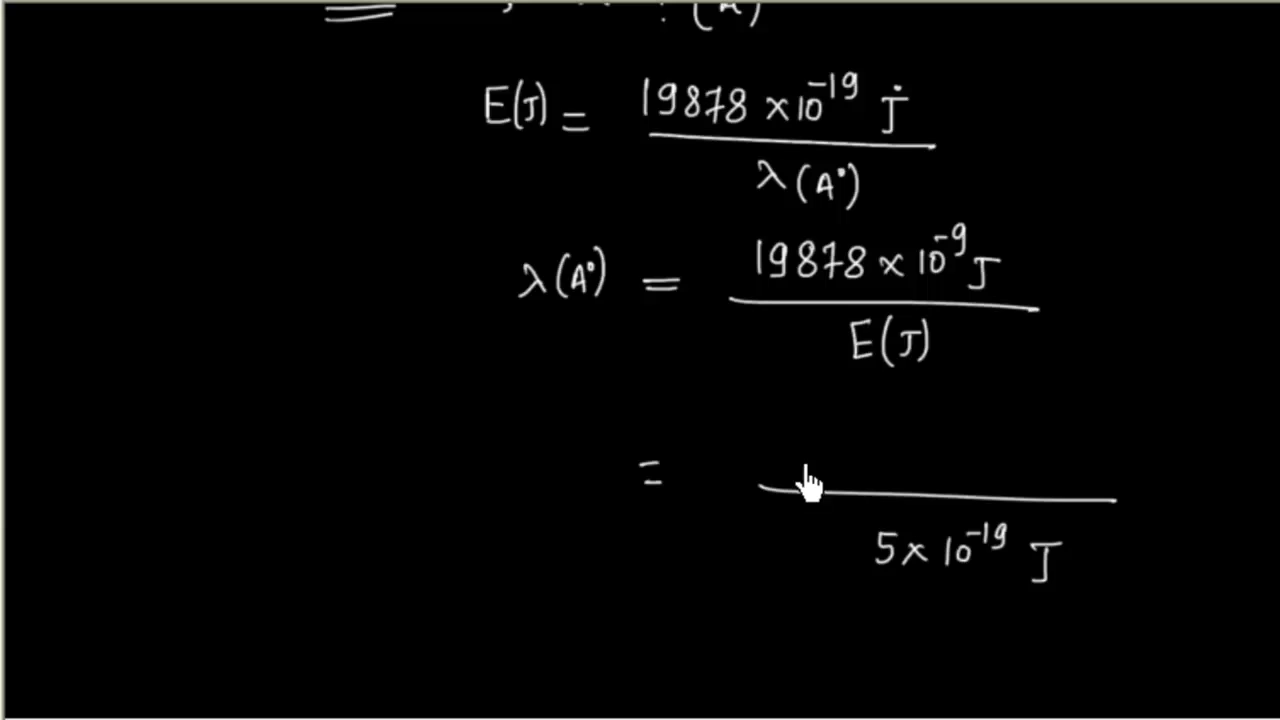 E(J) = 19878 × 10⁻¹⁹ J / λ (A°)
λ (A°) = 19878 × 10⁻⁹ J / E (J)
= / 5 × 10⁻¹⁹ J